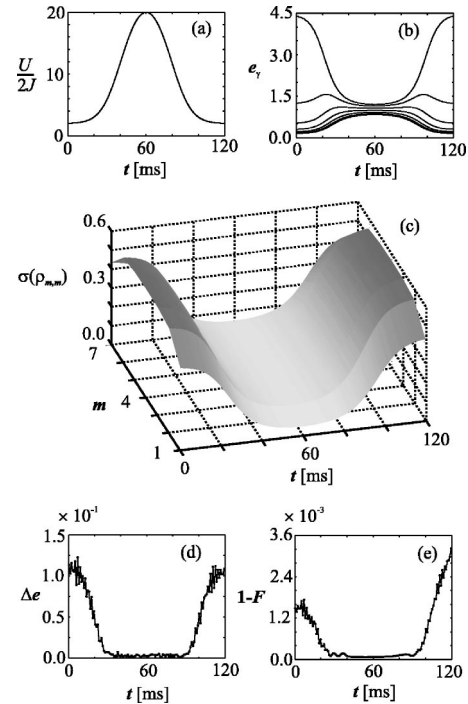 20
10
0
U
2J
(a)
0
60
120
t [ms]
4.5
3.0
1.5
0.0
eγ
(b)
0
60
120
t [ms]
0.6
0.3
0.0
σ(ρm,m)
(c)
7
4
1
m
0
60
120
t [ms]
× 10⁻¹
1.5
1.0
0.5
0.0
Δe
(d)
0
60
120
t [ms]
× 10⁻³
3.6
2.4
1.2
0
1-F
(e)
0
60
120
t [ms]